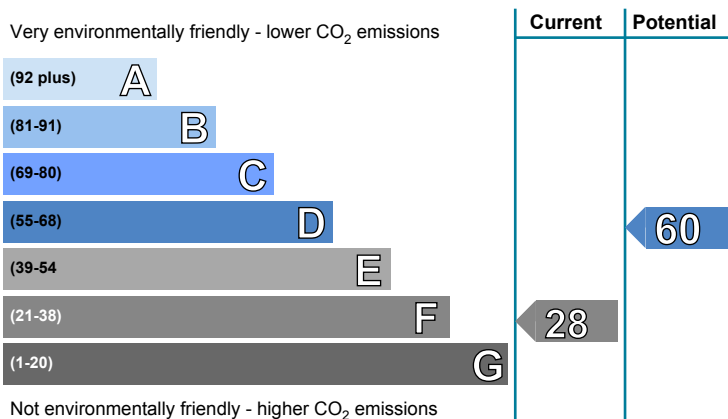 Current Potential
Very environmentally friendly - lower CO2 emissions
(92 plus) A
(81-91) B
(69-80) C
(55-68) D
60
(39-54 E
(21-38) F
28
(1-20) G
Not environmentally friendly - higher CO2 emissions